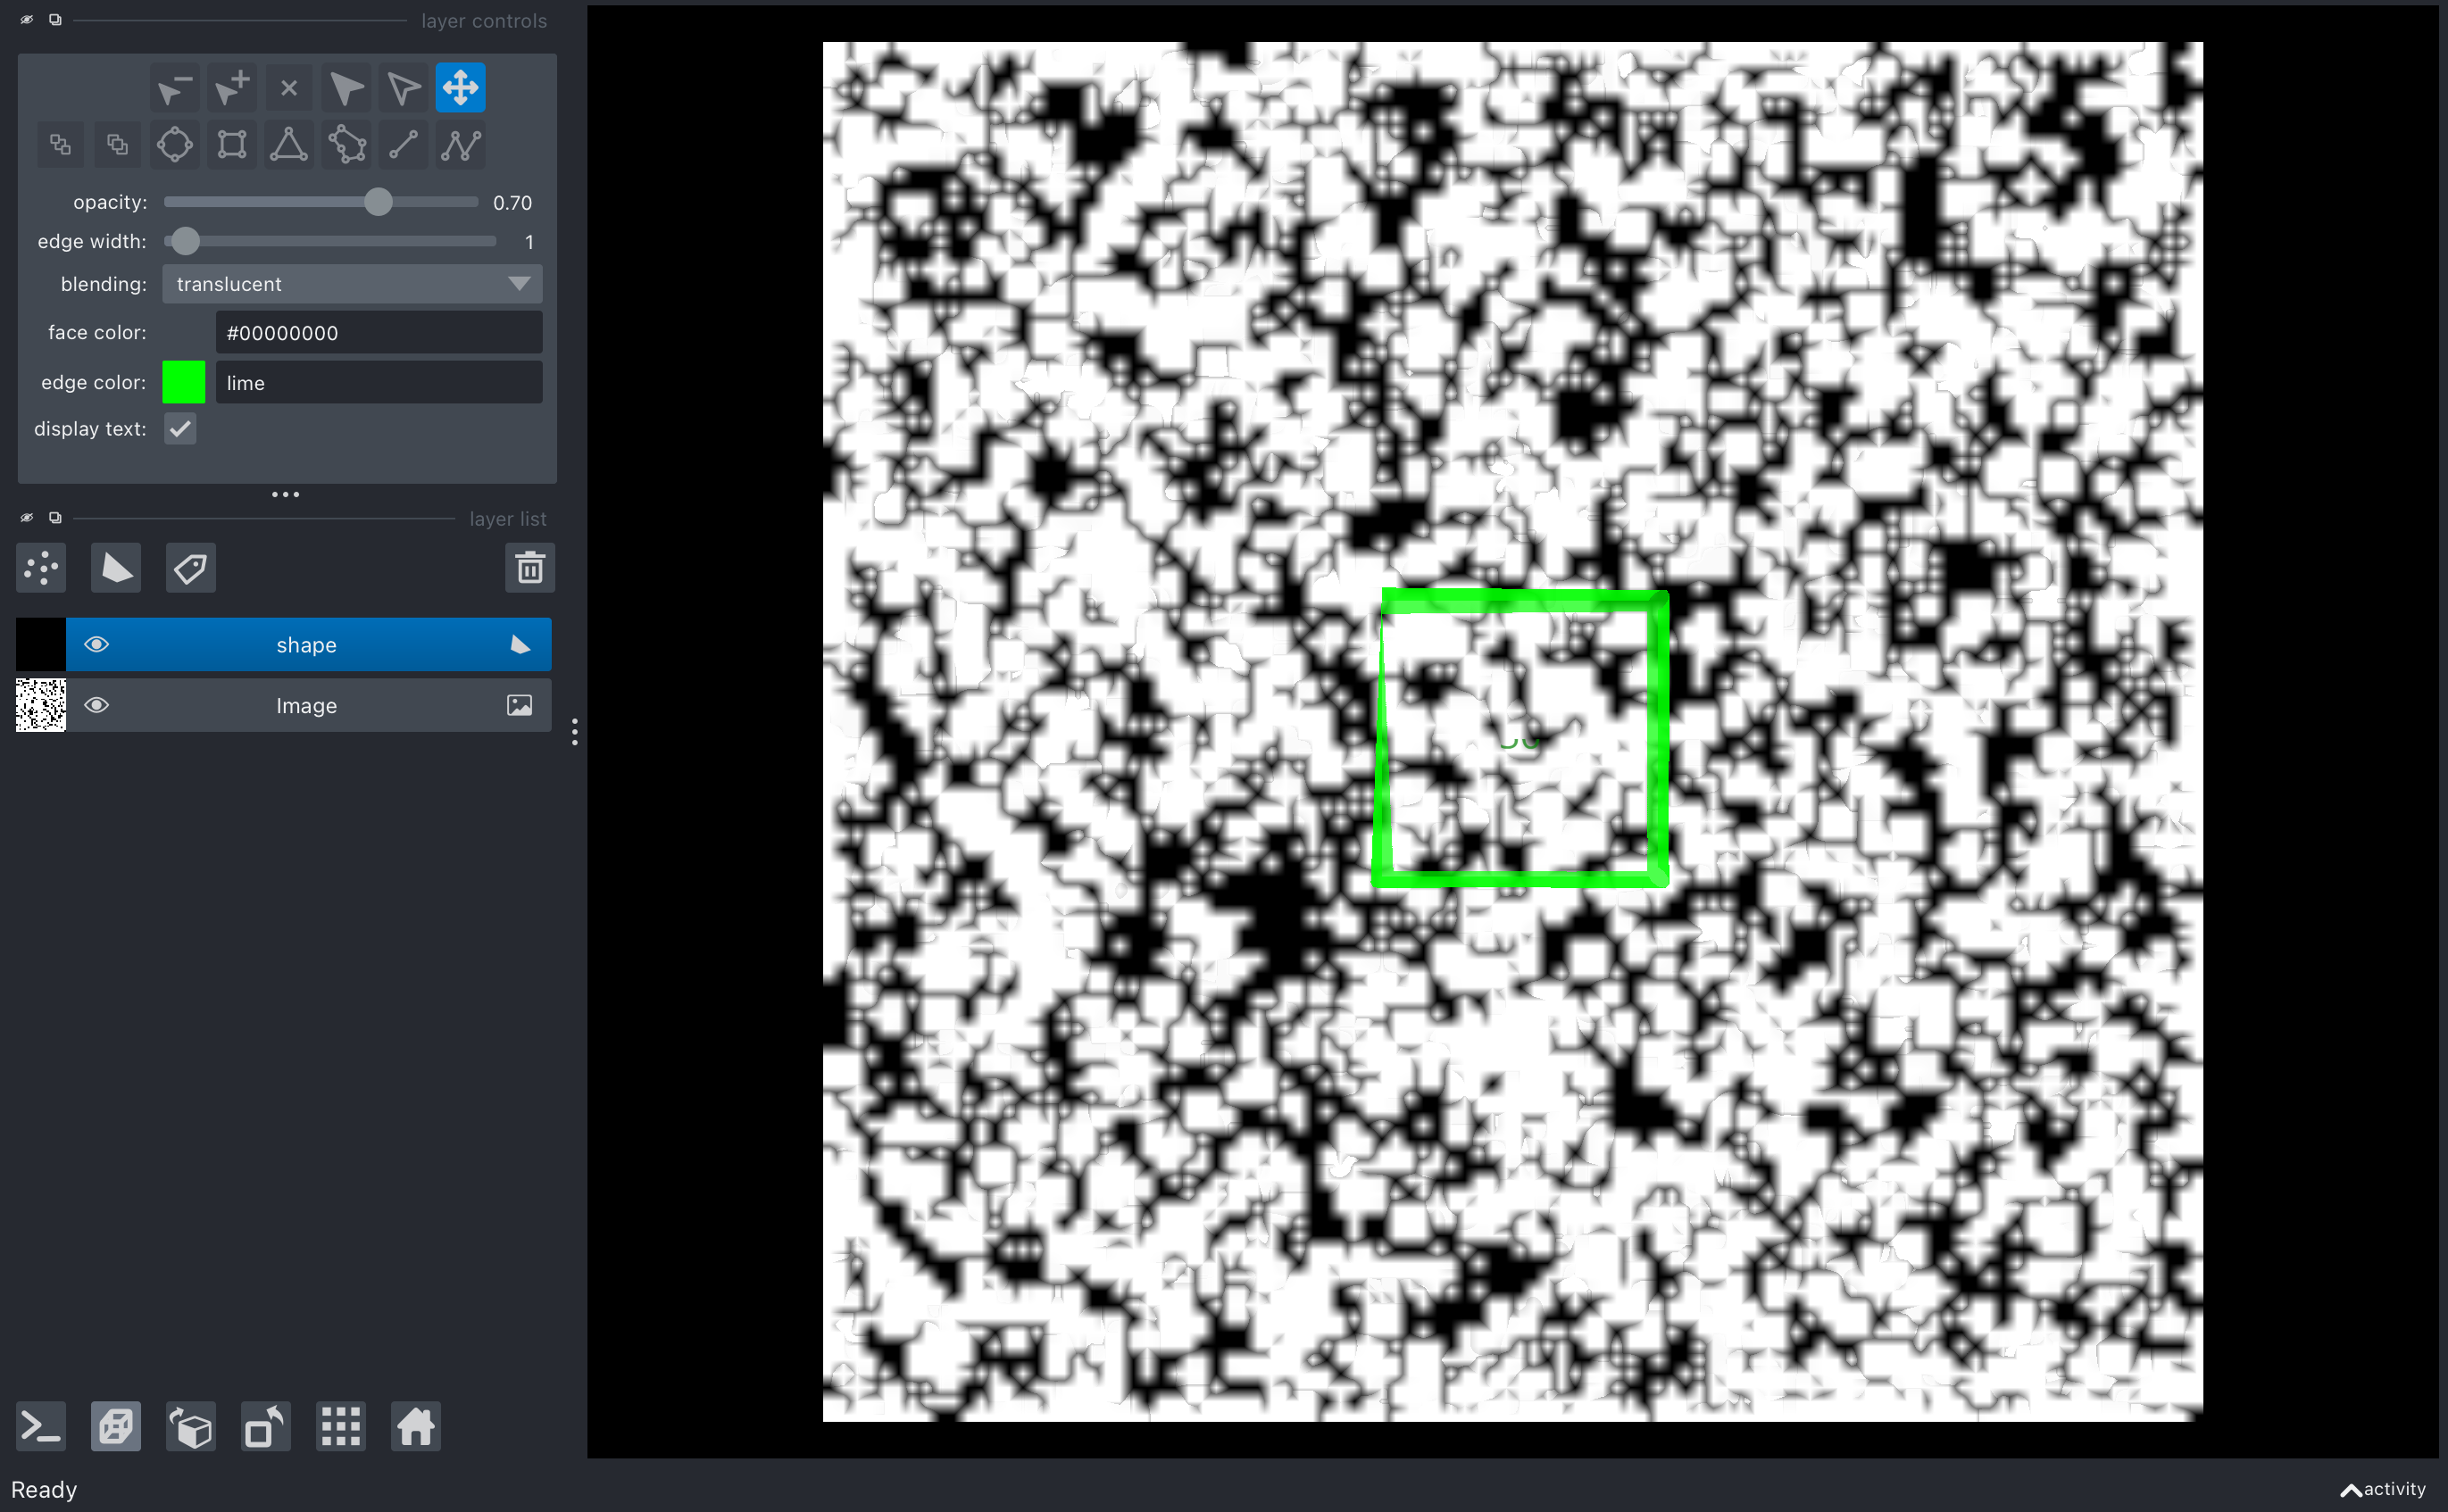 layer controls
opacity: 0.70
edge width: 1
blending: translucent
face color: #00000000
edge color: lime
display text:
layer list
shape
Image
Ready
activity